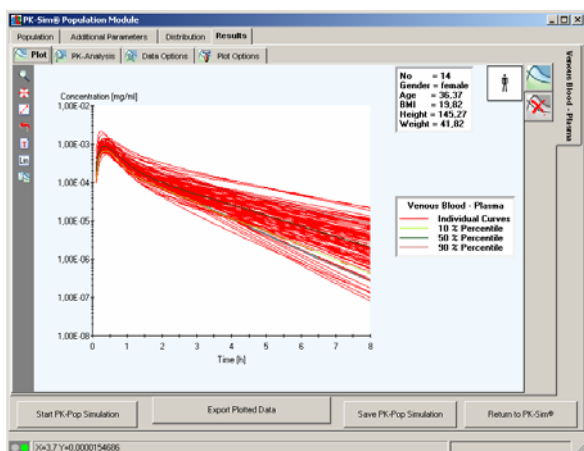 PK-Sim® Population Module
Population Additional Parameters Distribution Results
Plot PK-Analysis Data Options Plot Options
Concentration [mg/ml]
1,00E-02
1,00E-03
1,00E-04
1,00E-05
1,00E-06
1,00E-07
1,00E-08
0 1 2 3 4 5 6 7 8
Time [h]
No = 14
Gender = female
Age = 36,37
BMI = 19,82
Height = 145,27
Weight = 41,82
Venous Blood - Plasma
Individual Curves
10 % Percentile
50 % Percentile
90 % Percentile
Venous Blood - Plasma
Start PK-Pop Simulation Export Plotted Data Save PK-Pop Simulation Return to PK-Sim®
X=3.7 Y=0.0000154686